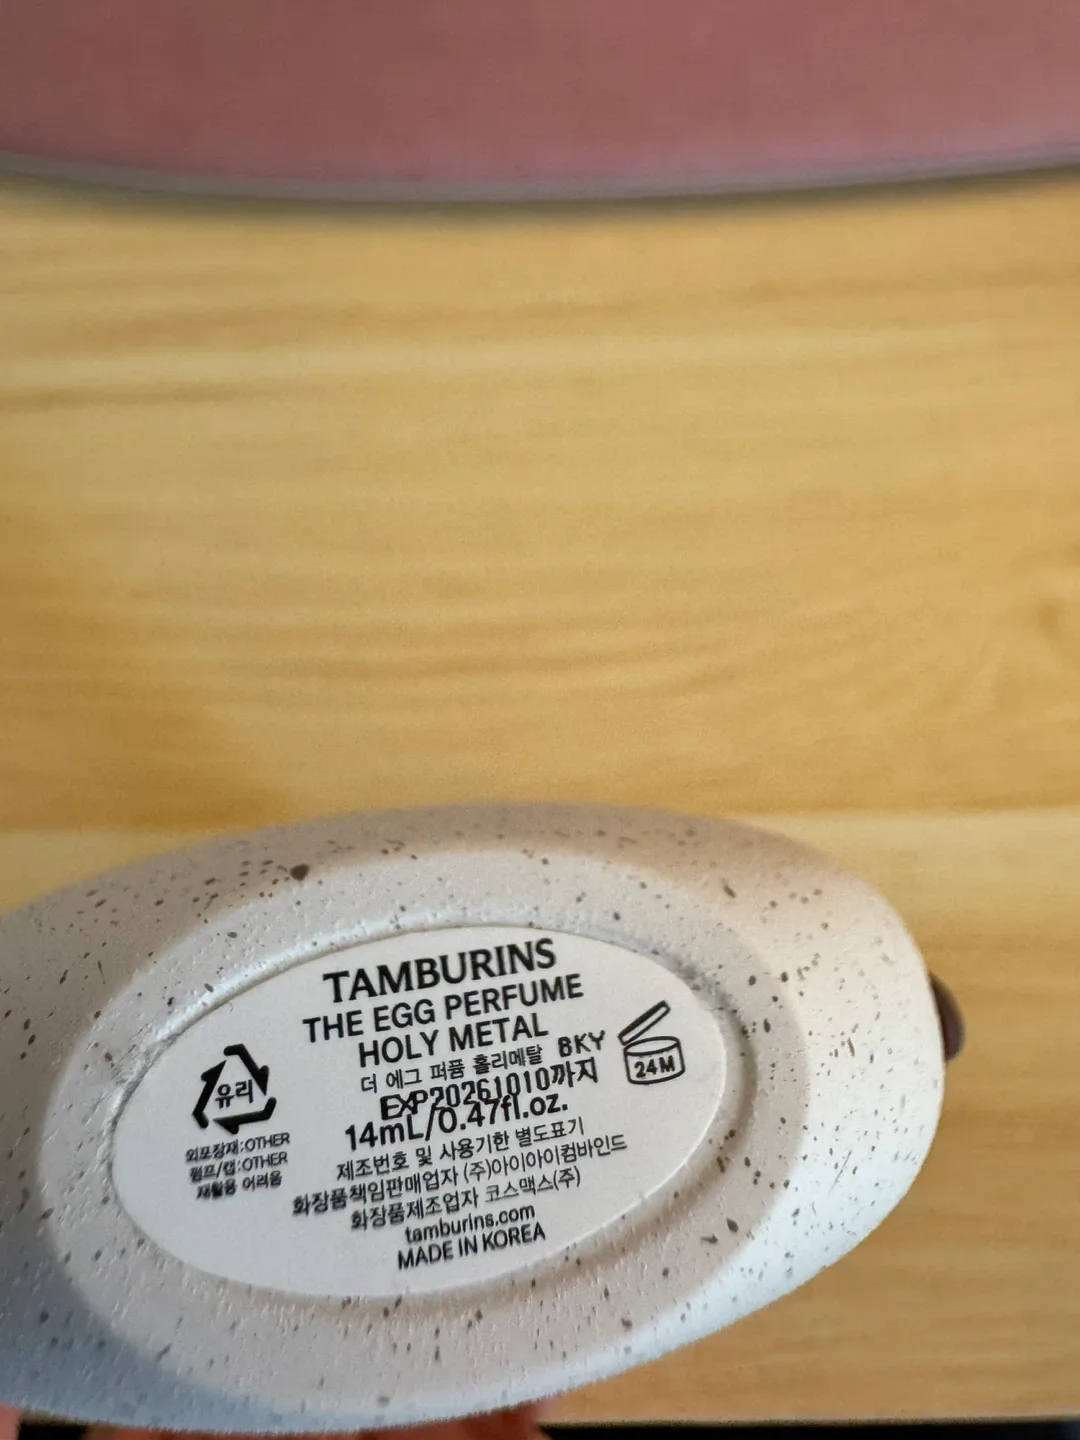 TAMBURINS
THE EGG PERFUME
HOLY METAL
더 에그 퍼퓸 홀리메탈 BKY
EXP20261010까지
14mL/0.47fl.oz.
제조번호 및 사용기한 별도표기
화장품책임판매업자 (주)아이아이컴바인드
화장품제조업자 코스맥스(주)
tamburins.com
MADE IN KOREA
유리
외포장재:OTHER
펌프/캡:OTHER
재활용 어려움
24M